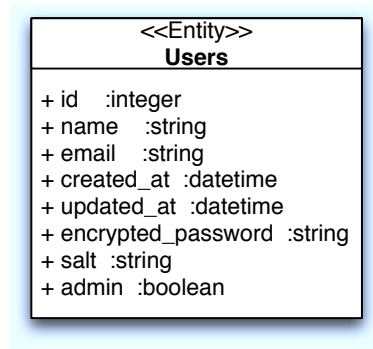 <<Entity>>
Users
+ id :integer
+ name :string
+ email :string
+ created_at :datetime
+ updated_at :datetime
+ encrypted_password :string
+ salt :string
+ admin :boolean